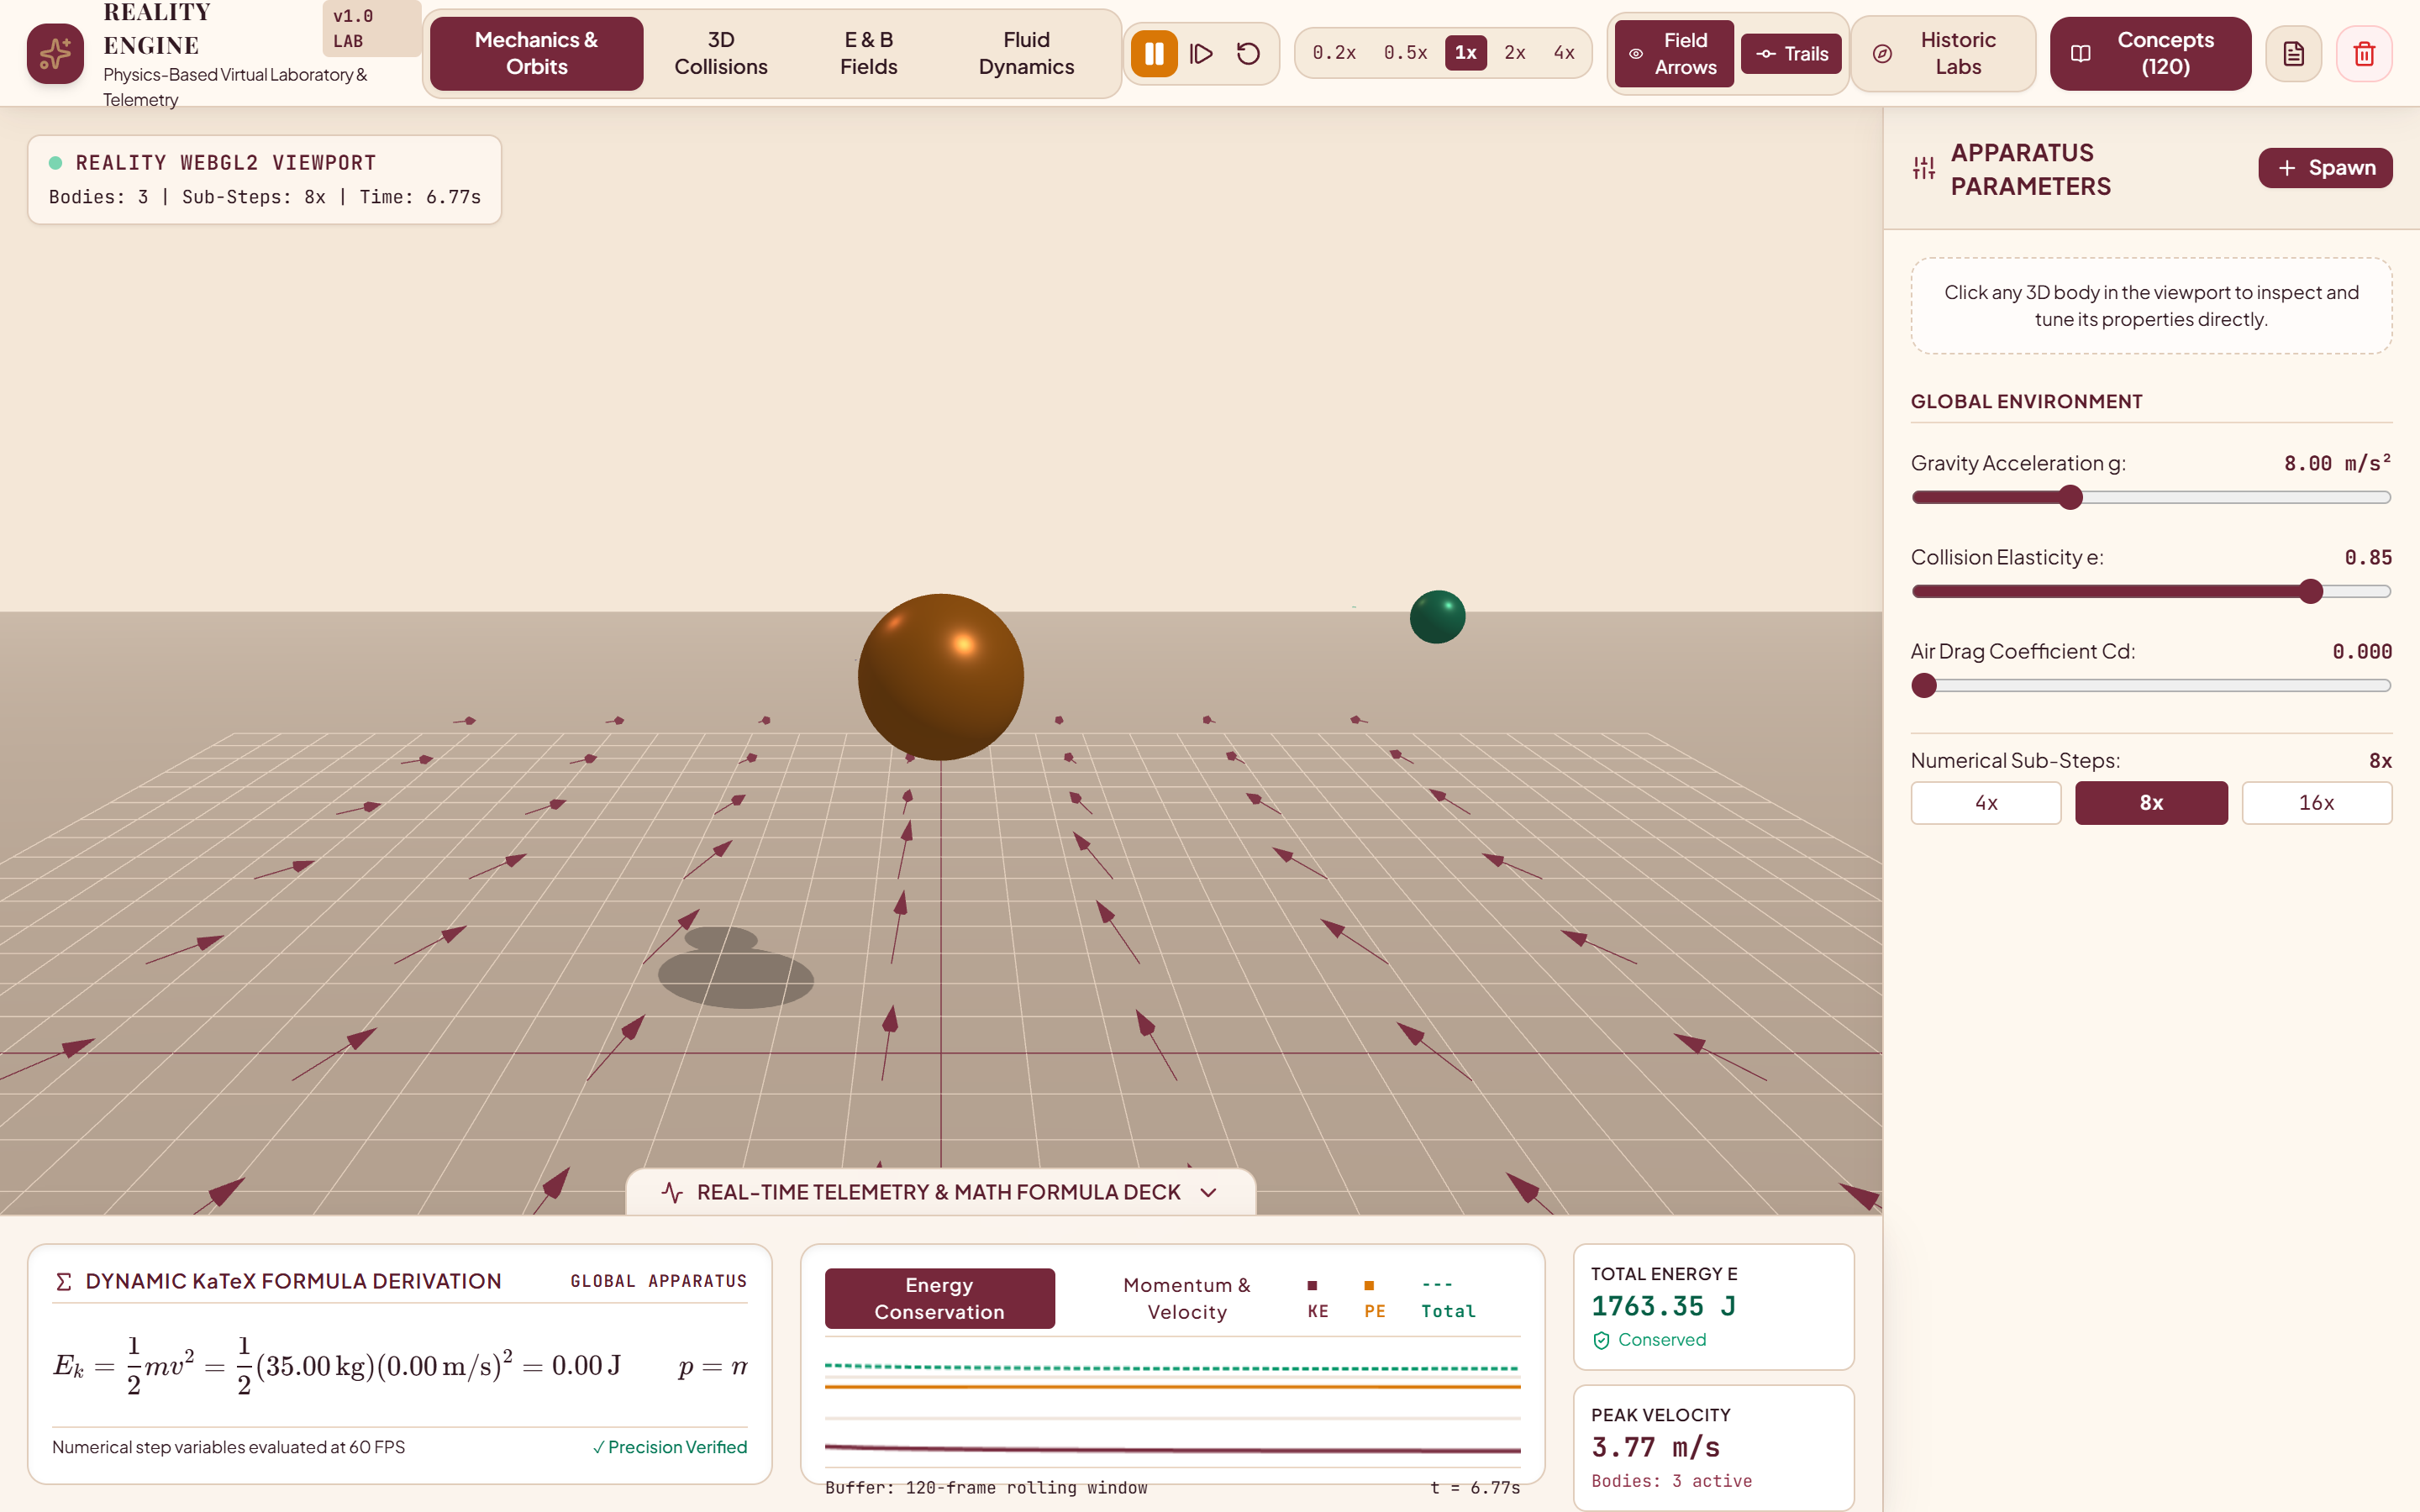 REALITY
ENGINE
v1.0
LAB
Physics-Based Virtual Laboratory &
Telemetry
Mechanics &
Orbits
3D
Collisions
E & B
Fields
Fluid
Dynamics
0.2x 0.5x 1x 2x 4x
Field
Arrows
Trails
Historic
Labs
Concepts
(120)
REALITY WEBGL2 VIEWPORT
Bodies: 3 | Sub-Steps: 8x | Time: 6.77s
APPARATUS
PARAMETERS
Spawn
Click any 3D body in the viewport to inspect and
tune its properties directly.
GLOBAL ENVIRONMENT
Gravity Acceleration g: 8.00 m/s²
Collision Elasticity e: 0.85
Air Drag Coefficient Cd: 0.000
Numerical Sub-Steps: 8x
4x 8x 16x
REAL-TIME TELEMETRY & MATH FORMULA DECK
Σ DYNAMIC KaTeX FORMULA DERIVATION GLOBAL APPARATUS
E_k = 1/2 mv² = 1/2 (35.00 kg)(0.00 m/s)² = 0.00 J p =
Numerical step variables evaluated at 60 FPS ✓ Precision Verified
Energy
Conservation
Momentum &
Velocity
■
KE
■
PE
---
Total
Buffer: 120-frame rolling window t = 6.77s
TOTAL ENERGY E
1763.35 J
Conserved
PEAK VELOCITY
3.77 m/s
Bodies: 3 active